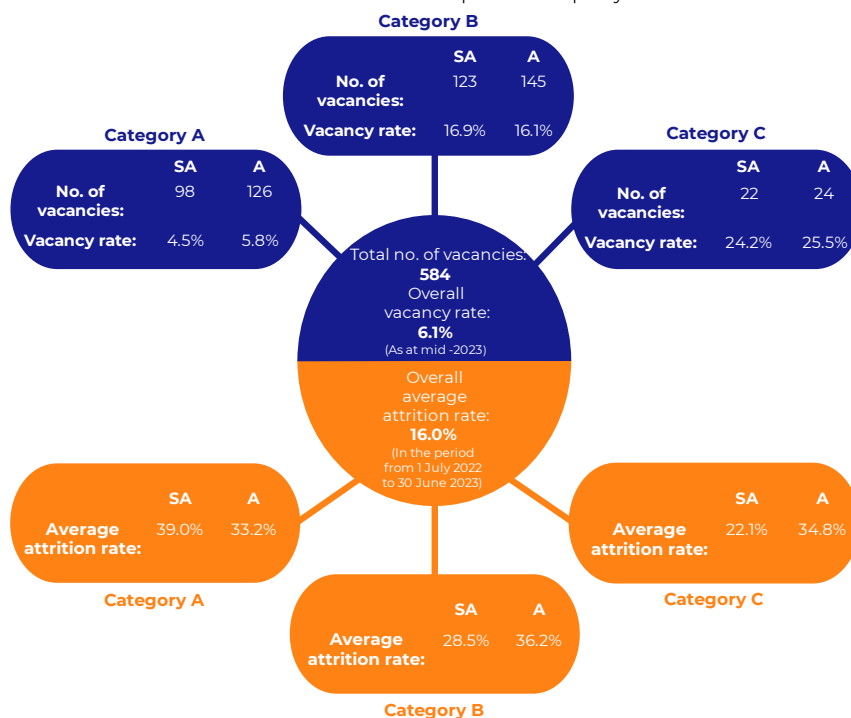 Category B
SA A
No. of vacancies: 123 145
Vacancy rate: 16.9% 16.1%
Category A
SA A
No. of vacancies: 98 126
Vacancy rate: 4.5% 5.8%
Category C
SA A
No. of vacancies: 22 24
Vacancy rate: 24.2% 25.5%
Total no. of vacancies:
584
Overall
vacancy rate:
6.1%
(As at mid -2023)
Overall
average
attrition rate:
16.0%
(In the period
from 1 July 2022
to 30 June 2023)
SA A
Average attrition rate: 39.0% 33.2%
Category A
SA A
Average attrition rate: 28.5% 36.2%
Category B
SA A
Average attrition rate: 22.1% 34.8%
Category C